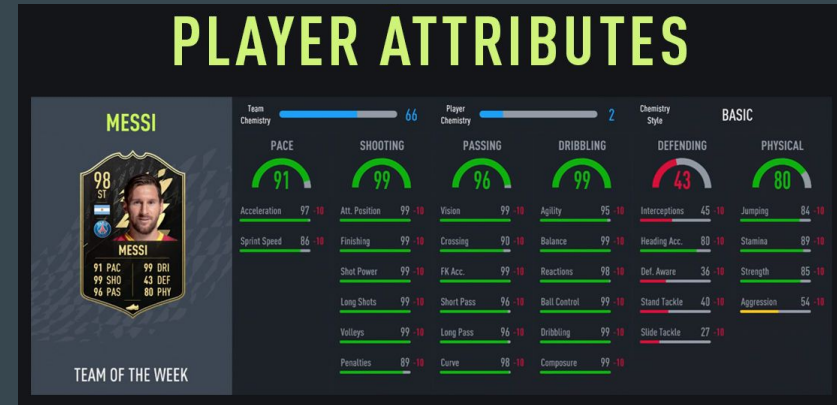 PLAYER ATTRIBUTES
MESSI
98
ST
MESSI
91 PAC 99 DRI
99 SHO 43 DEF
96 PAS 80 PHY
TEAM OF THE WEEK
Team Chemistry 66 Player Chemistry 2 Chemistry Style BASIC
PACE SHOOTING PASSING DRIBBLING DEFENDING PHYSICAL
91 99 96 99 43 80
Acceleration 97 -10 Att. Position 99 -10 Vision 99 -10 Agility 95 -10 Interceptions 45 -10 Jumping 84 -10
Sprint Speed 86 -10 Finishing 99 -10 Crossing 90 -10 Balance 99 -10 Heading Acc. 80 -10 Stamina 89 -10
Shot Power 99 -10 FK Acc. 99 -10 Reactions 98 -10 Def. Aware 36 -10 Strength 85 -10
Long Shots 99 -10 Short Pass 96 -10 Ball Control 99 -10 Stand Tackle 40 -10 Aggression 54 -10
Volleys 99 -10 Long Pass 96 -10 Dribbling 99 -10 Slide Tackle 27 -10
Penalties 89 -10 Curve 98 -10 Composure 99 -10